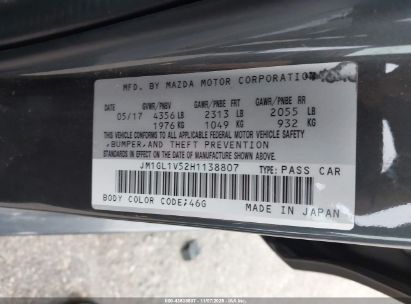 MFD. BY MAZDA MOTOR CORPORATION
GVWR/PNBV GAWR/PNBE FRT GAWR/PNBE RR
05/17 4356 LB 2313 LB 2055 LB
1976 KG 1049 KG 932 KG
THIS VEHICLE CONFORMS TO ALL APPLICABLE FEDERAL MOTOR VEHICLE SAFETY,
,BUMPER,AND THEFT PREVENTION
STANDARDS IN EFFECT ON THE DATE OF MANUFACTURE SHOWN ABOVE.
JM1GL1V52H1138807 TYPE: PASS CAR
BODY COLOR CODE;46G MADE IN JAPAN